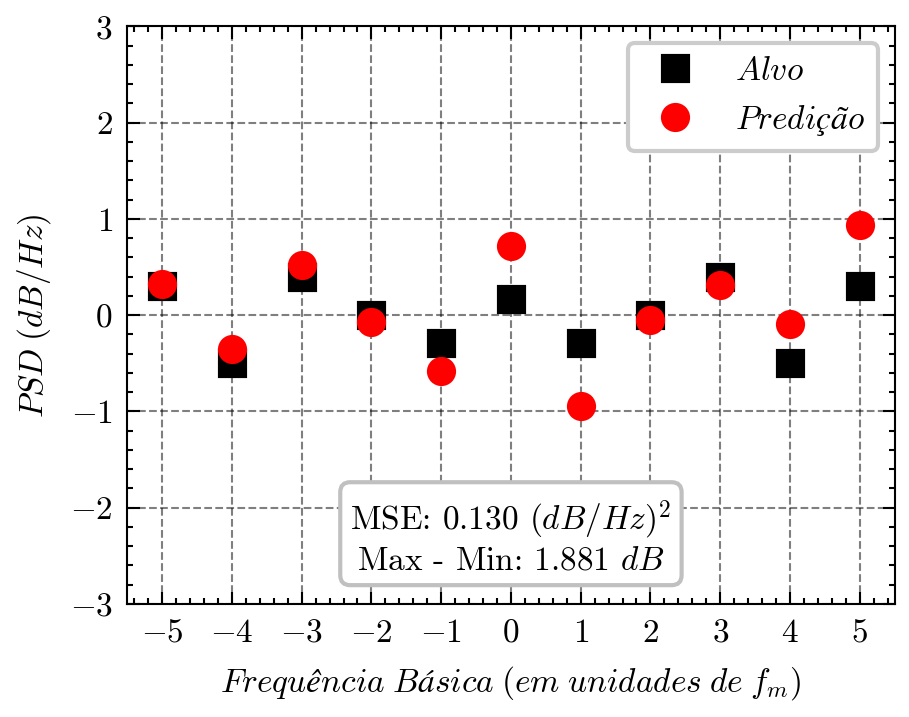 3
2
1
0
−1
−2
−3
PSD (dB/Hz)
Alvo
Predição
MSE: 0.130 (dB/Hz)²
Max - Min: 1.881 dB
−5 −4 −3 −2 −1 0 1 2 3 4 5
Frequência Básica (em unidades de fₘ)